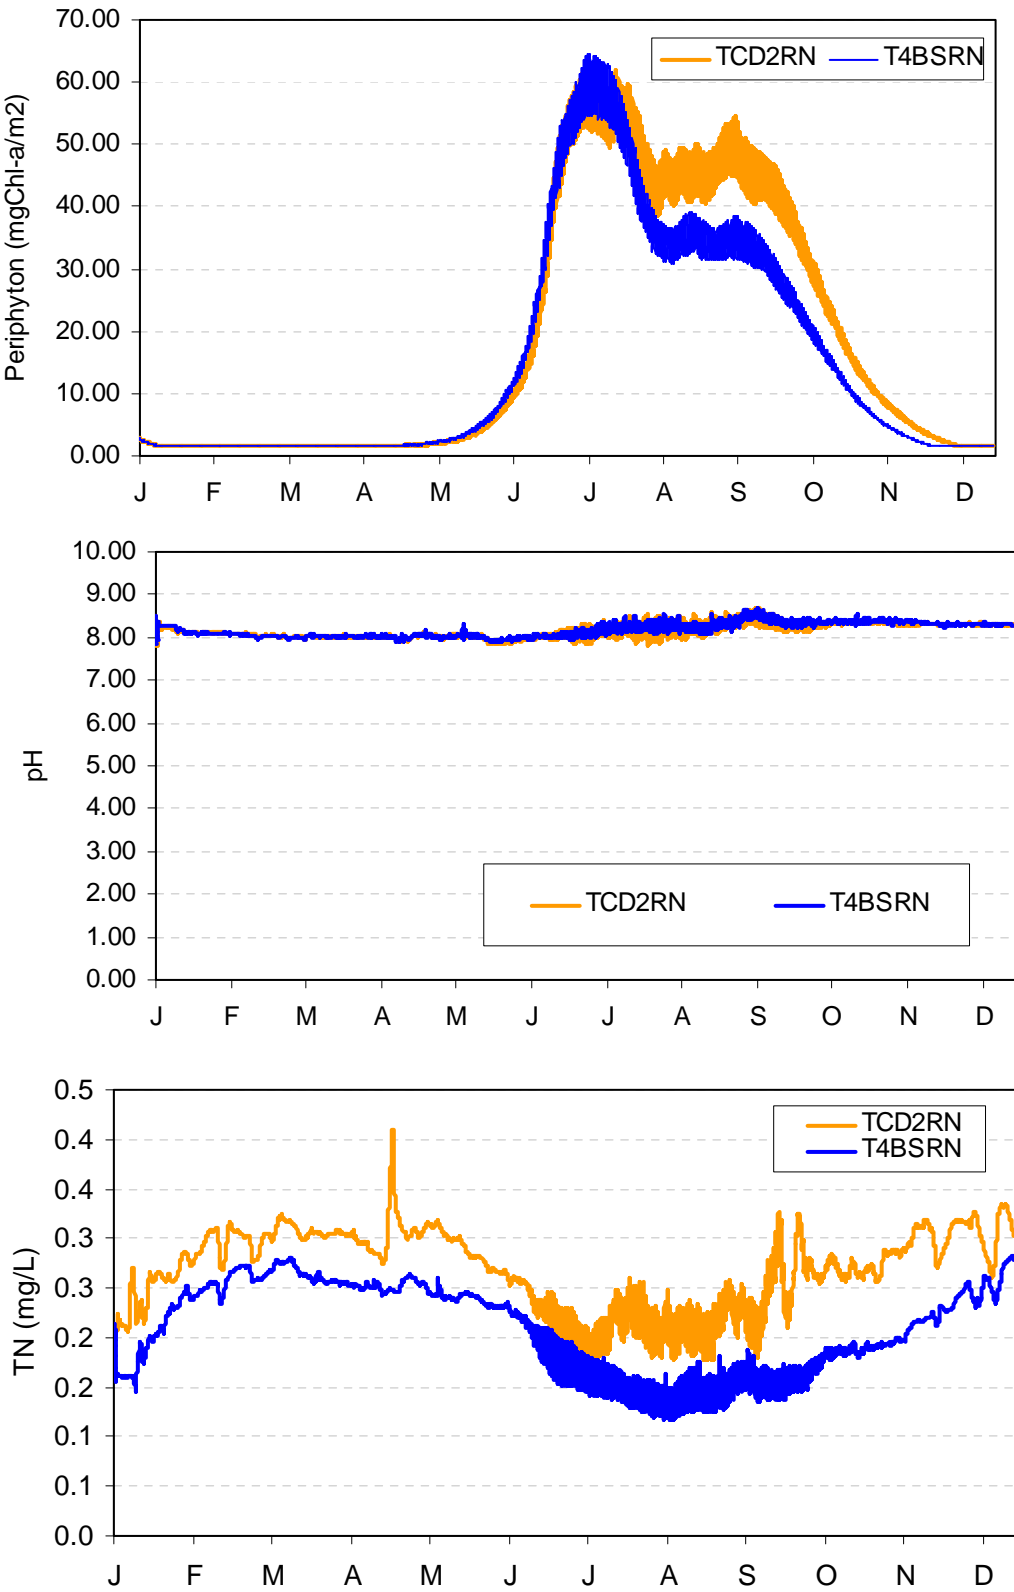 70.00
TCD2RN T4BSRN
60.00
50.00
40.00
30.00
20.00
10.00
0.00
Periphyton (mgChl-a/m2)
J F M A M J J A S O N D
10.00
9.00
8.00
7.00
6.00
5.00
4.00
3.00
2.00
1.00
0.00
pH
TCD2RN T4BSRN
J F M A M J J A S O N D
0.5
0.4
0.4
0.3
0.3
0.2
0.2
0.1
0.1
0.0
TN (mg/L)
TCD2RN
T4BSRN
J F M A M J J A S O N D